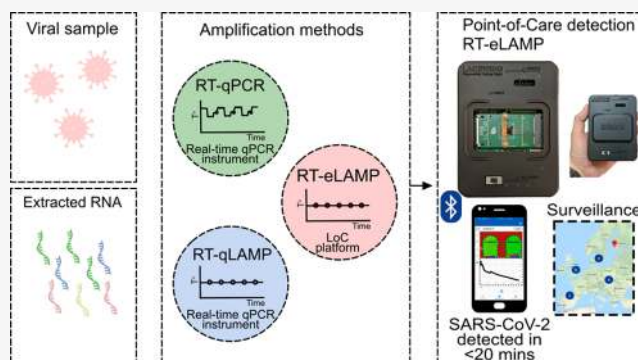 Viral sample
Extracted RNA
Amplification methods
RT-qPCR
Time
Real-time qPCR
instrument
RT-eLAMP
Time
LoC
platform
RT-qLAMP
Time
Real-time qPCR
instrument
Point-of-Care detection
RT-eLAMP
Surveillance
SARS-CoV-2
detected in
<20 mins